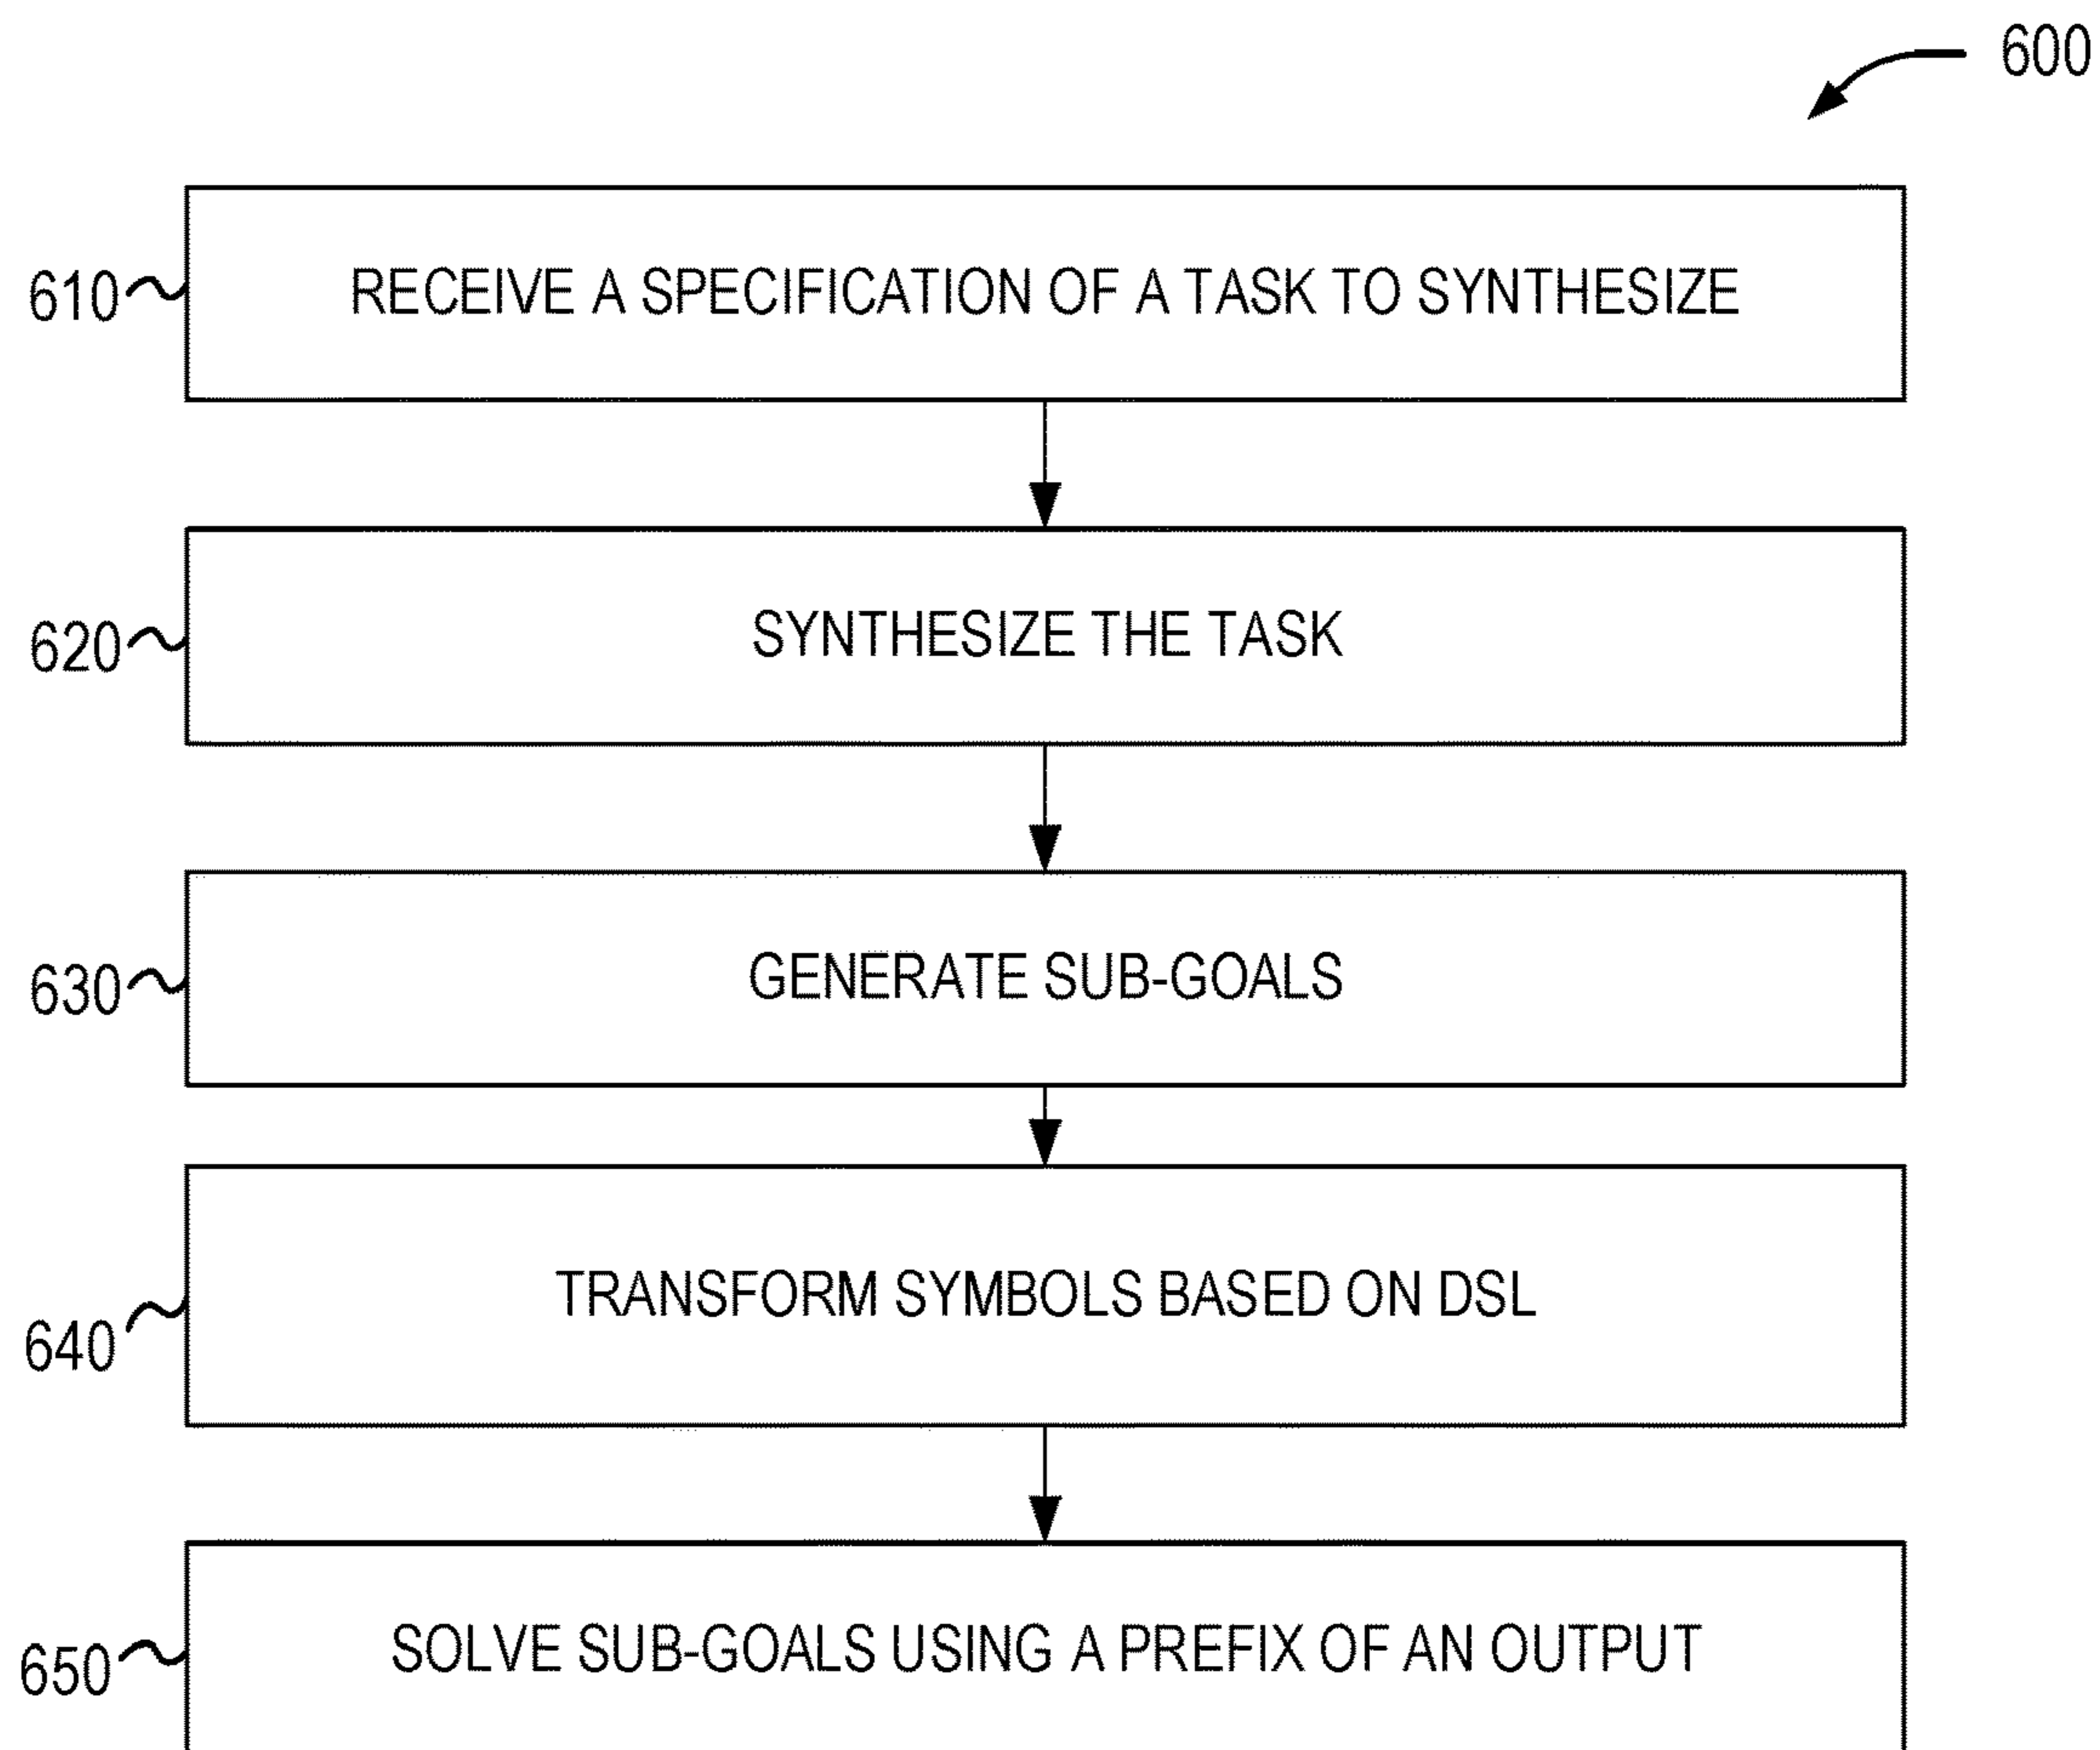 600
610 RECEIVE A SPECIFICATION OF A TASK TO SYNTHESIZE
620 SYNTHESIZE THE TASK
630 GENERATE SUB-GOALS
640 TRANSFORM SYMBOLS BASED ON DSL
650 SOLVE SUB-GOALS USING A PREFIX OF AN OUTPUT